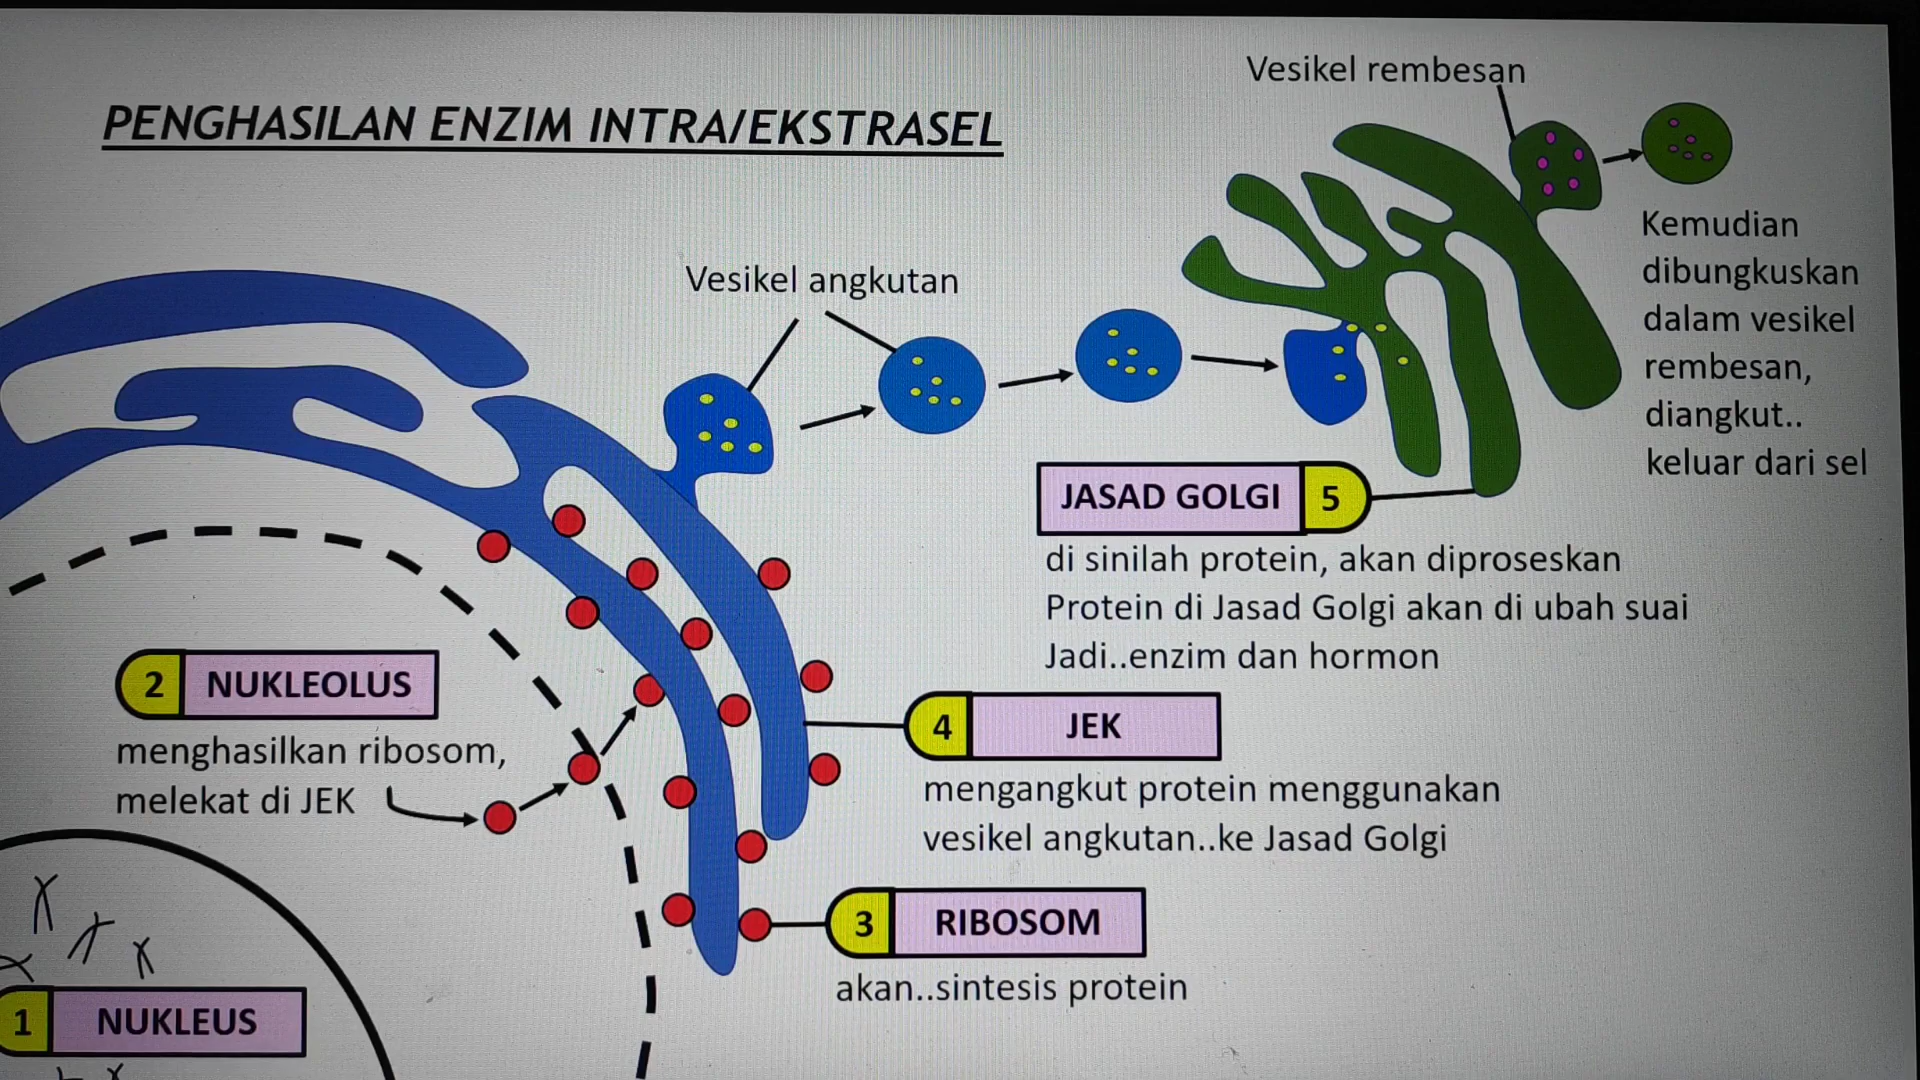 PENGHASILAN ENZIM INTRA/EKSTRASEL
Vesikel rembesan
Vesikel angkutan
Kemudian
dibungkuskan
dalam vesikel
rembesan,
diangkut..
keluar dari sel
JASAD GOLGI 5
di sinilah protein, akan diproseskan
Protein di Jasad Golgi akan di ubah suai
Jadi..enzim dan hormon
2 NUKLEOLUS
menghasilkan ribosom,
melekat di JEK
4 JEK
mengangkut protein menggunakan
vesikel angkutan..ke Jasad Golgi
3 RIBOSOM
akan..sintesis protein
1 NUKLEUS